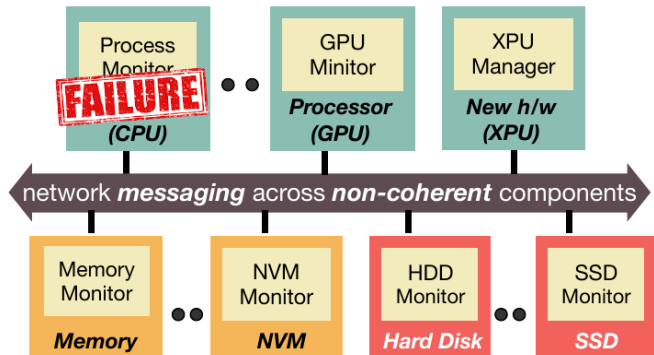 Process
Monitor
FAILURE
(CPU)
GPU
Minitor
Processor
(GPU)
XPU
Manager
New h/w
(XPU)
network messaging across non-coherent components
Memory
Monitor
Memory
NVM
Monitor
NVM
HDD
Monitor
Hard Disk
SSD
Monitor
SSD